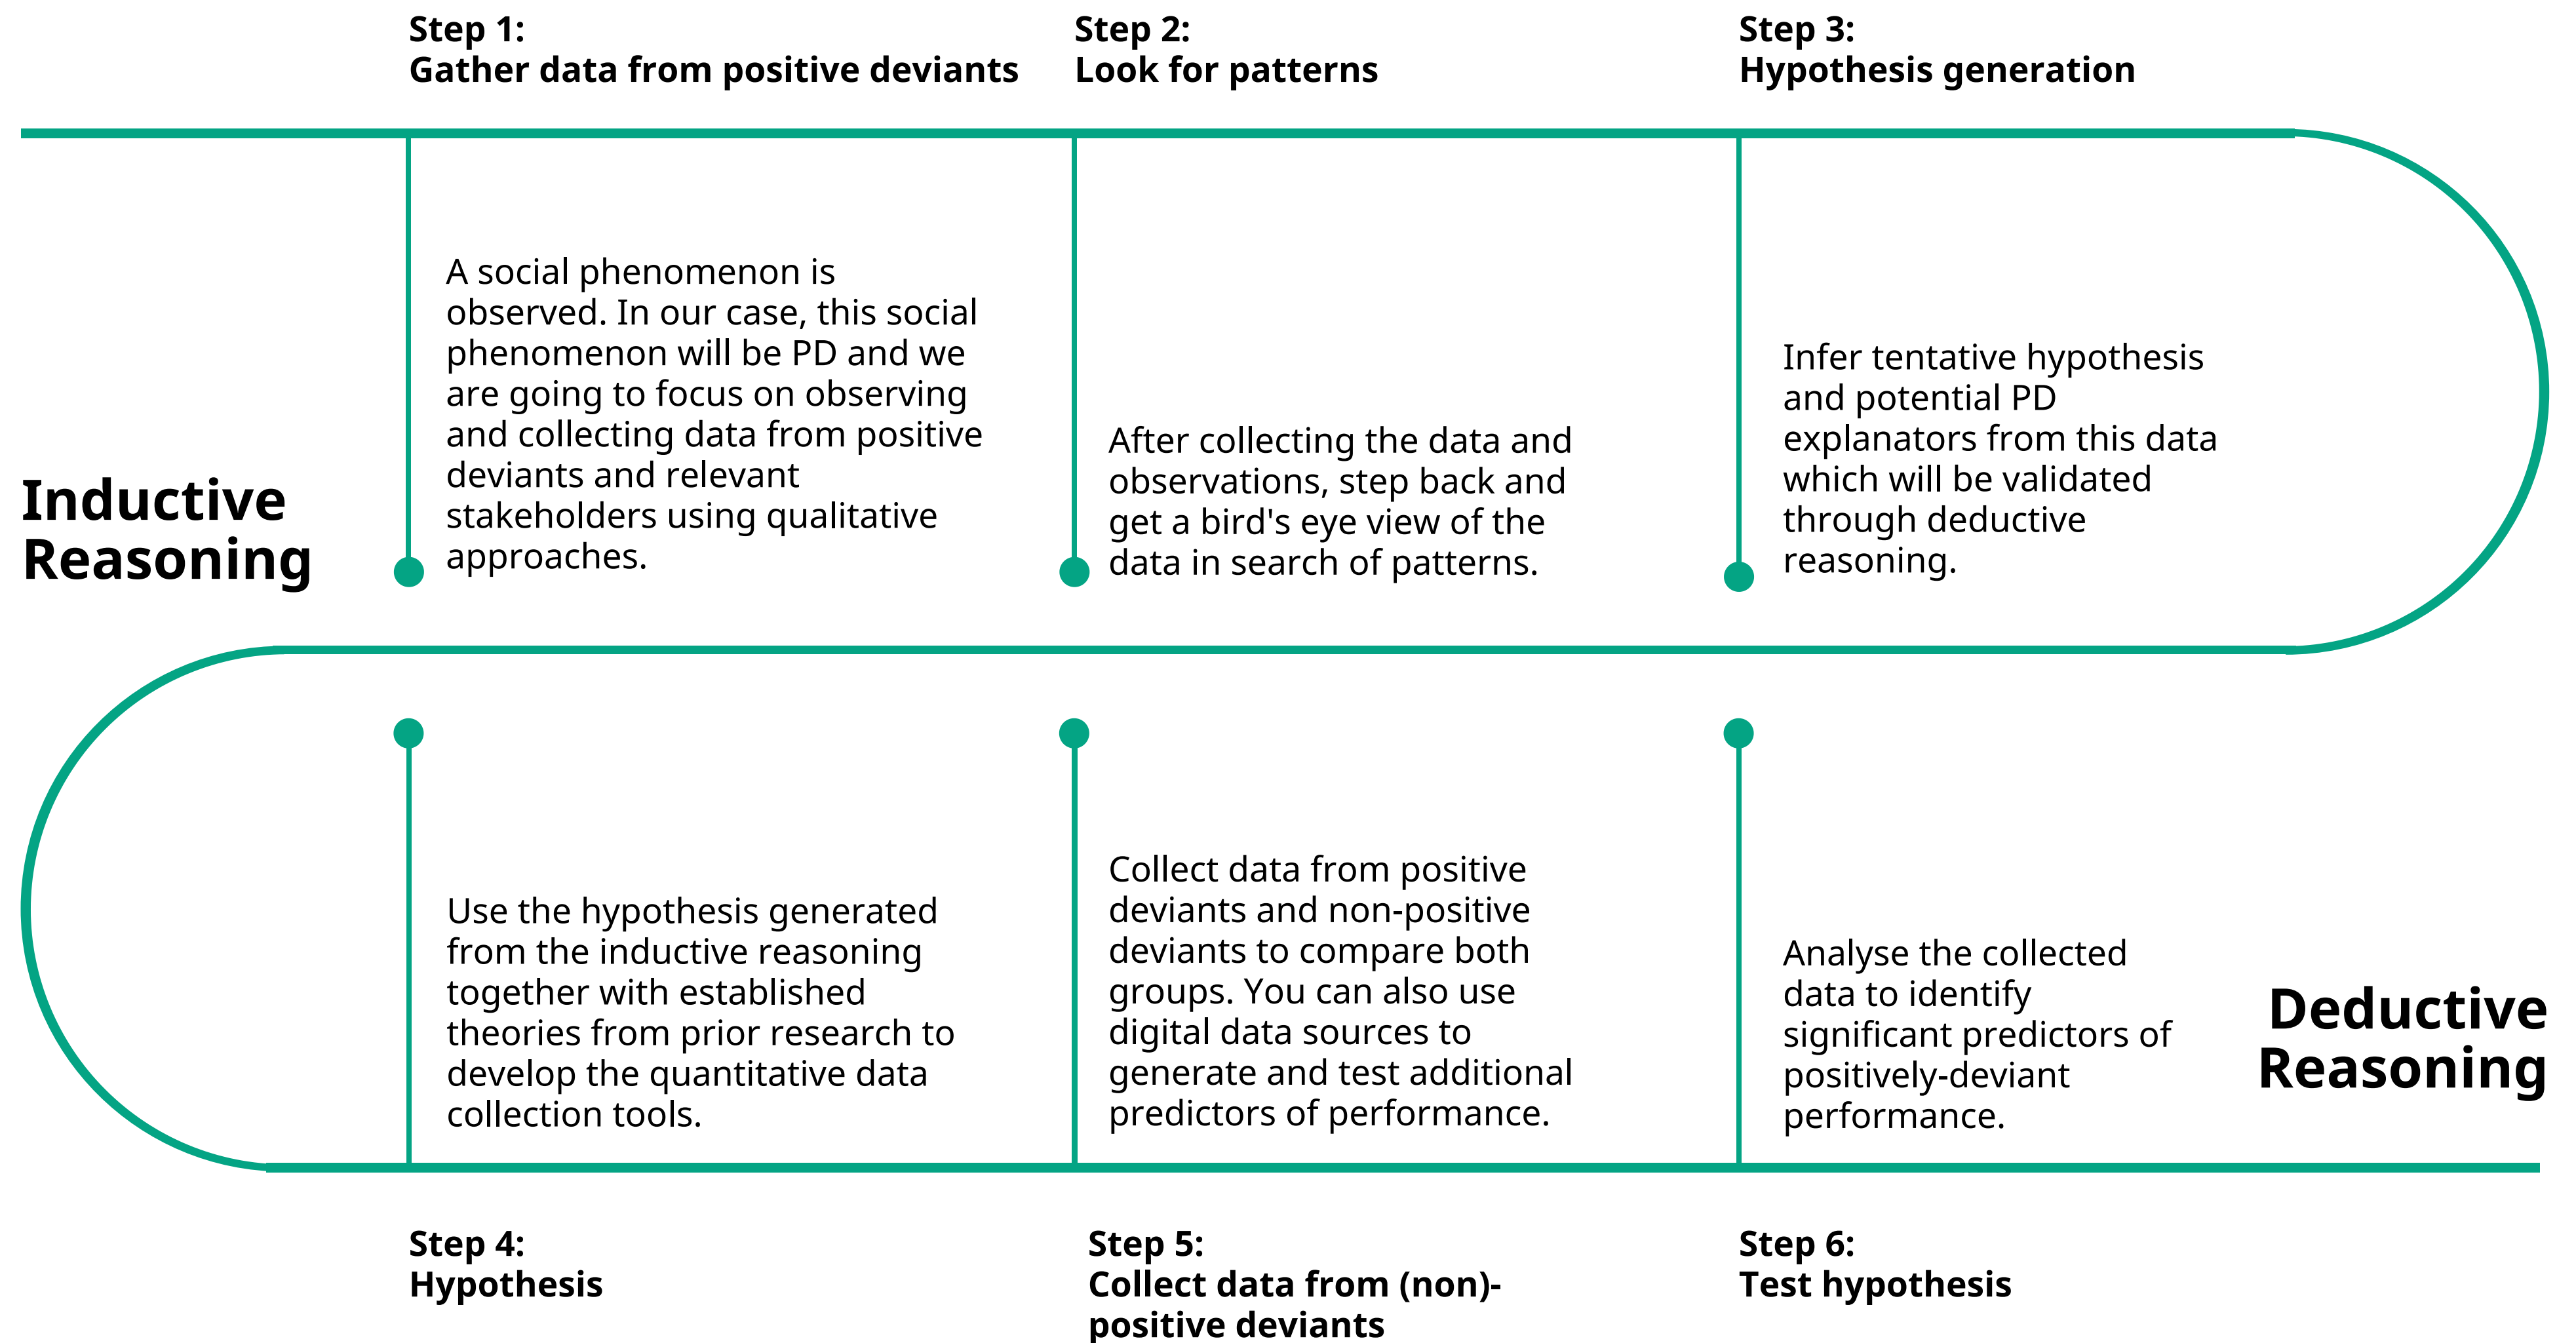 Step 1:
Gather data from positive deviants
Step 2:
Look for patterns
Step 3:
Hypothesis generation
Inductive
Reasoning
A social phenomenon is
observed. In our case, this social
phenomenon will be PD and we
are going to focus on observing
and collecting data from positive
deviants and relevant
stakeholders using qualitative
approaches.
After collecting the data and
observations, step back and
get a bird's eye view of the
data in search of patterns.
Infer tentative hypothesis
and potential PD
explanators from this data
which will be validated
through deductive
reasoning.
Use the hypothesis generated
from the inductive reasoning
together with established
theories from prior research to
develop the quantitative data
collection tools.
Collect data from positive
deviants and non-positive
deviants to compare both
groups. You can also use
digital data sources to
generate and test additional
predictors of performance.
Analyse the collected
data to identify
significant predictors of
positively-deviant
performance.
Deductive
Reasoning
Step 4:
Hypothesis
Step 5:
Collect data from (non)-
positive deviants
Step 6:
Test hypothesis